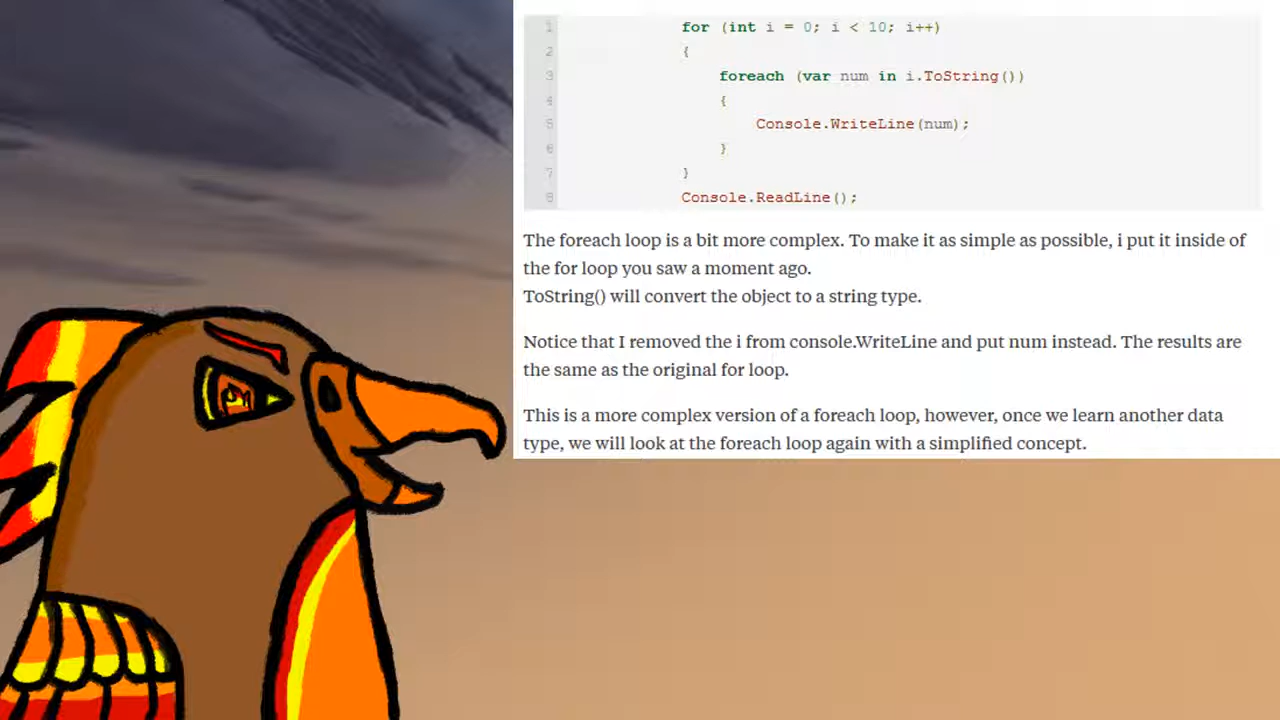 1 for (int i = 0; i < 10; i++)
2 {
3 foreach (var num in i.ToString())
4 {
5 Console.WriteLine(num);
6 }
7 }
8 Console.ReadLine();
The foreach loop is a bit more complex. To make it as simple as possible, i put it inside of
the for loop you saw a moment ago.
ToString() will convert the object to a string type.
Notice that I removed the i from console.WriteLine and put num instead. The results are
the same as the original for loop.
This is a more complex version of a foreach loop, however, once we learn another data
type, we will look at the foreach loop again with a simplified concept.